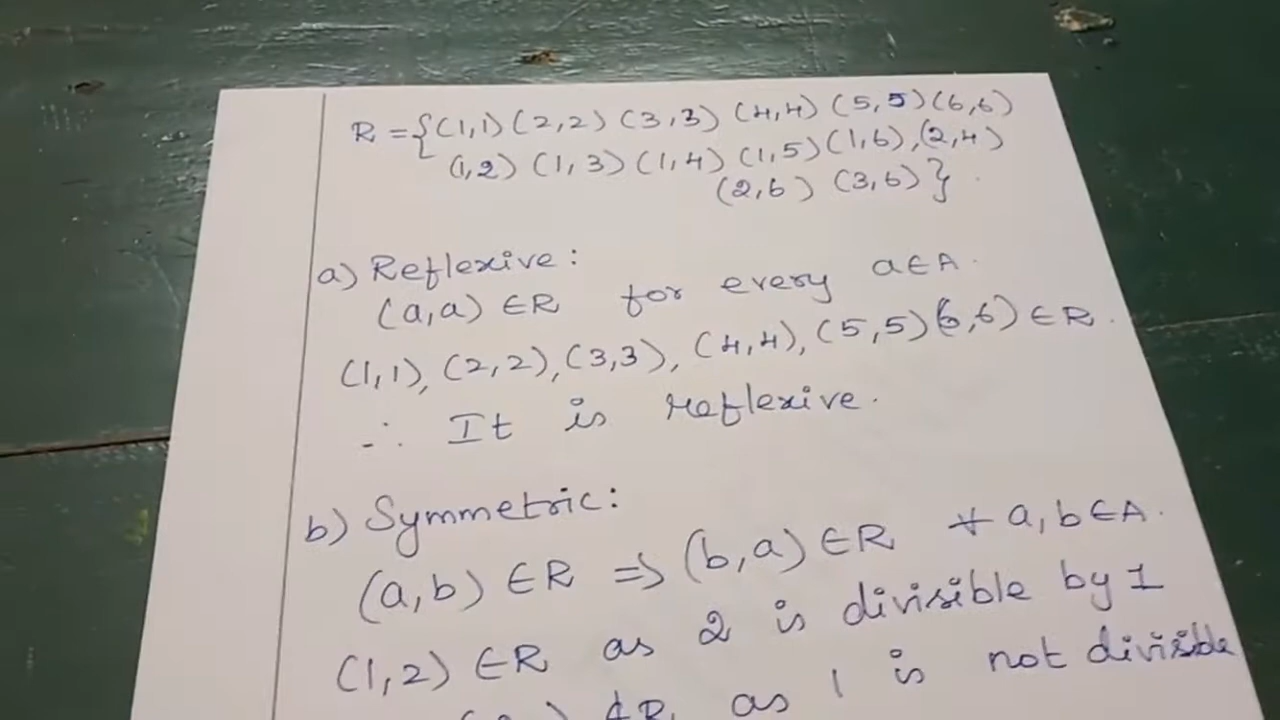 R = {(1,1) (2,2) (3,3) (4,4) (5,5) (6,6)
(1,2) (1,3) (1,4) (1,5) (1,6), (2,4)
(2,6) (3,6)}.
a) Reflexive:
(a,a) ∈R for every a∈A.
(1,1), (2,2), (3,3), (4,4), (5,5) (6,6) ∈R.
∴ It is reflexive.
b) Symmetric:
(a,b) ∈R => (b,a) ∈R ∀ a,b∈A.
(1,2) ∈R as 2 is divisible by 1
∉R as 1 is not divisible